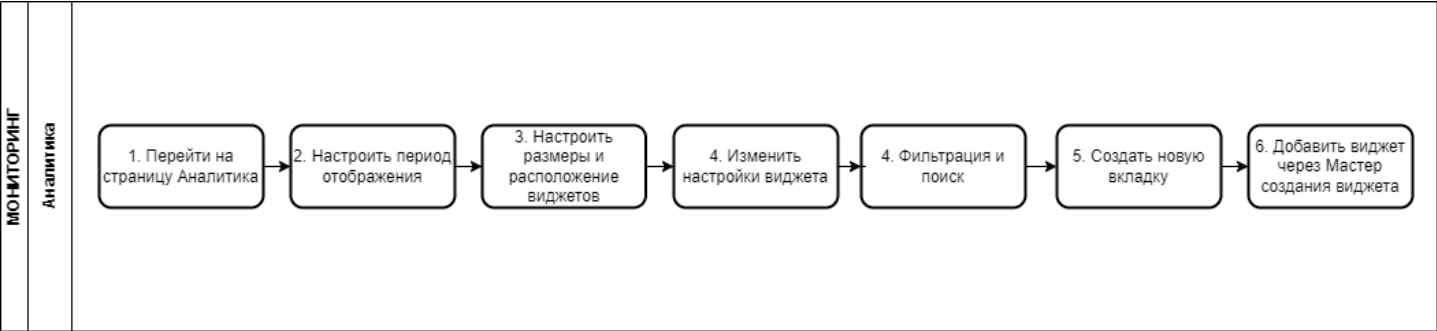 МОНИТОРИНГ
Аналитика
1. Перейти на
страницу Аналитика
2. Настроить период
отображения
3. Настроить
размеры и
расположение
виджетов
4. Изменить
настройки виджета
4. Фильтрация и
поиск
5. Создать новую
вкладку
6. Добавить виджет
через Мастер
создания виджета